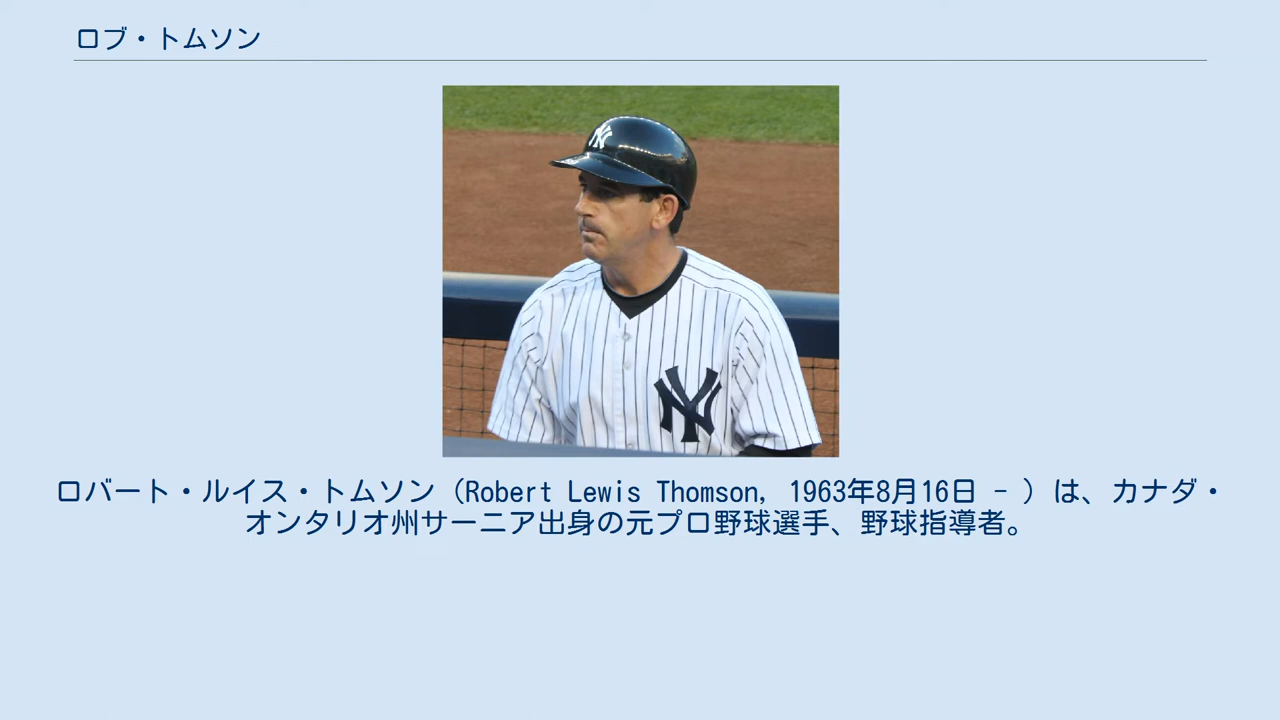 ロブ・トムソン
NY
NY
ロバート・ルイス・トムソン（Robert Lewis Thomson, 1963年8月16日 - ）は、カナダ・
オンタリオ州サーニア出身の元プロ野球選手、野球指導者。